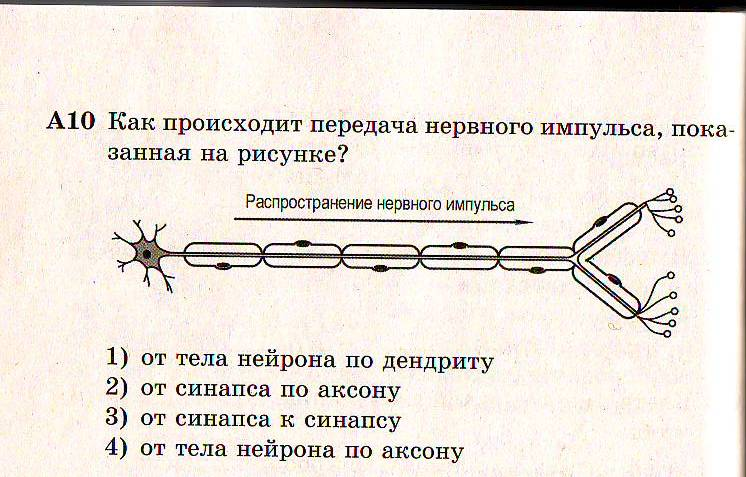 А10 Как происходит передача нервного импульса, пока-
занная на рисунке?
Распространение нервного импульса
1) от тела нейрона по дендриту
2) от синапса по аксону
3) от синапса к синапсу
4) от тела нейрона по аксону